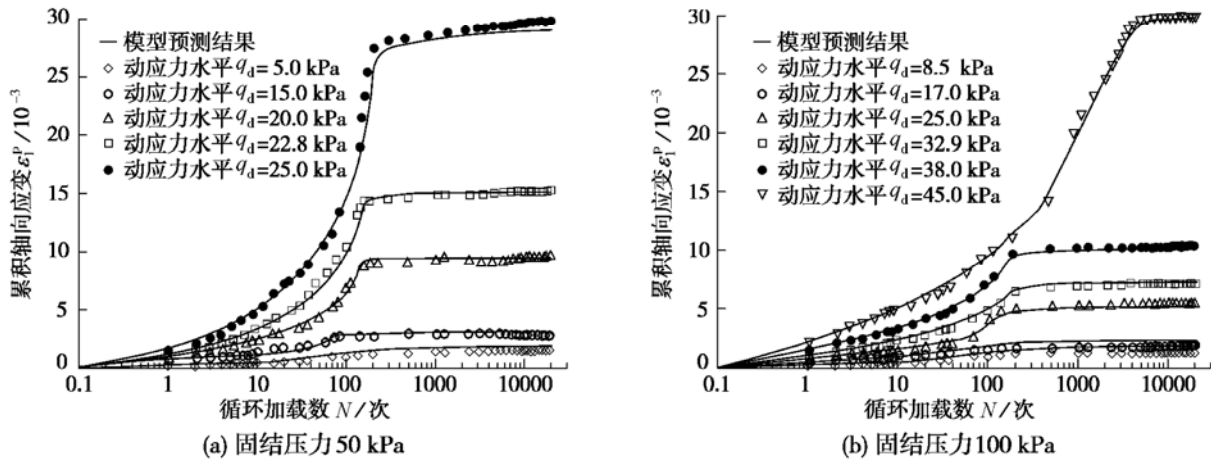 30
25
20
15
10
5
0
累积轴向应变 ε₁ᵖ/10⁻³
— 模型预测结果
◇ 动应力水平 q_d= 5.0 kPa
○ 动应力水平 q_d= 15.0 kPa
△ 动应力水平 q_d= 20.0 kPa
□ 动应力水平 q_d= 22.8 kPa
● 动应力水平 q_d= 25.0 kPa
0.1 1 10 100 1000 10000
循环加载数 N/次
(a) 固结压力50 kPa
30
25
20
15
10
5
0
累积轴向应变 ε₁ᵖ/10⁻³
— 模型预测结果
◇ 动应力水平 q_d=8.5 kPa
○ 动应力水平 q_d=17.0 kPa
△ 动应力水平 q_d=25.0 kPa
□ 动应力水平 q_d=32.9 kPa
● 动应力水平 q_d=38.0 kPa
▽ 动应力水平 q_d=45.0 kPa
0.1 1 10 100 1000 10000
循环加载数 N/次
(b) 固结压力100 kPa